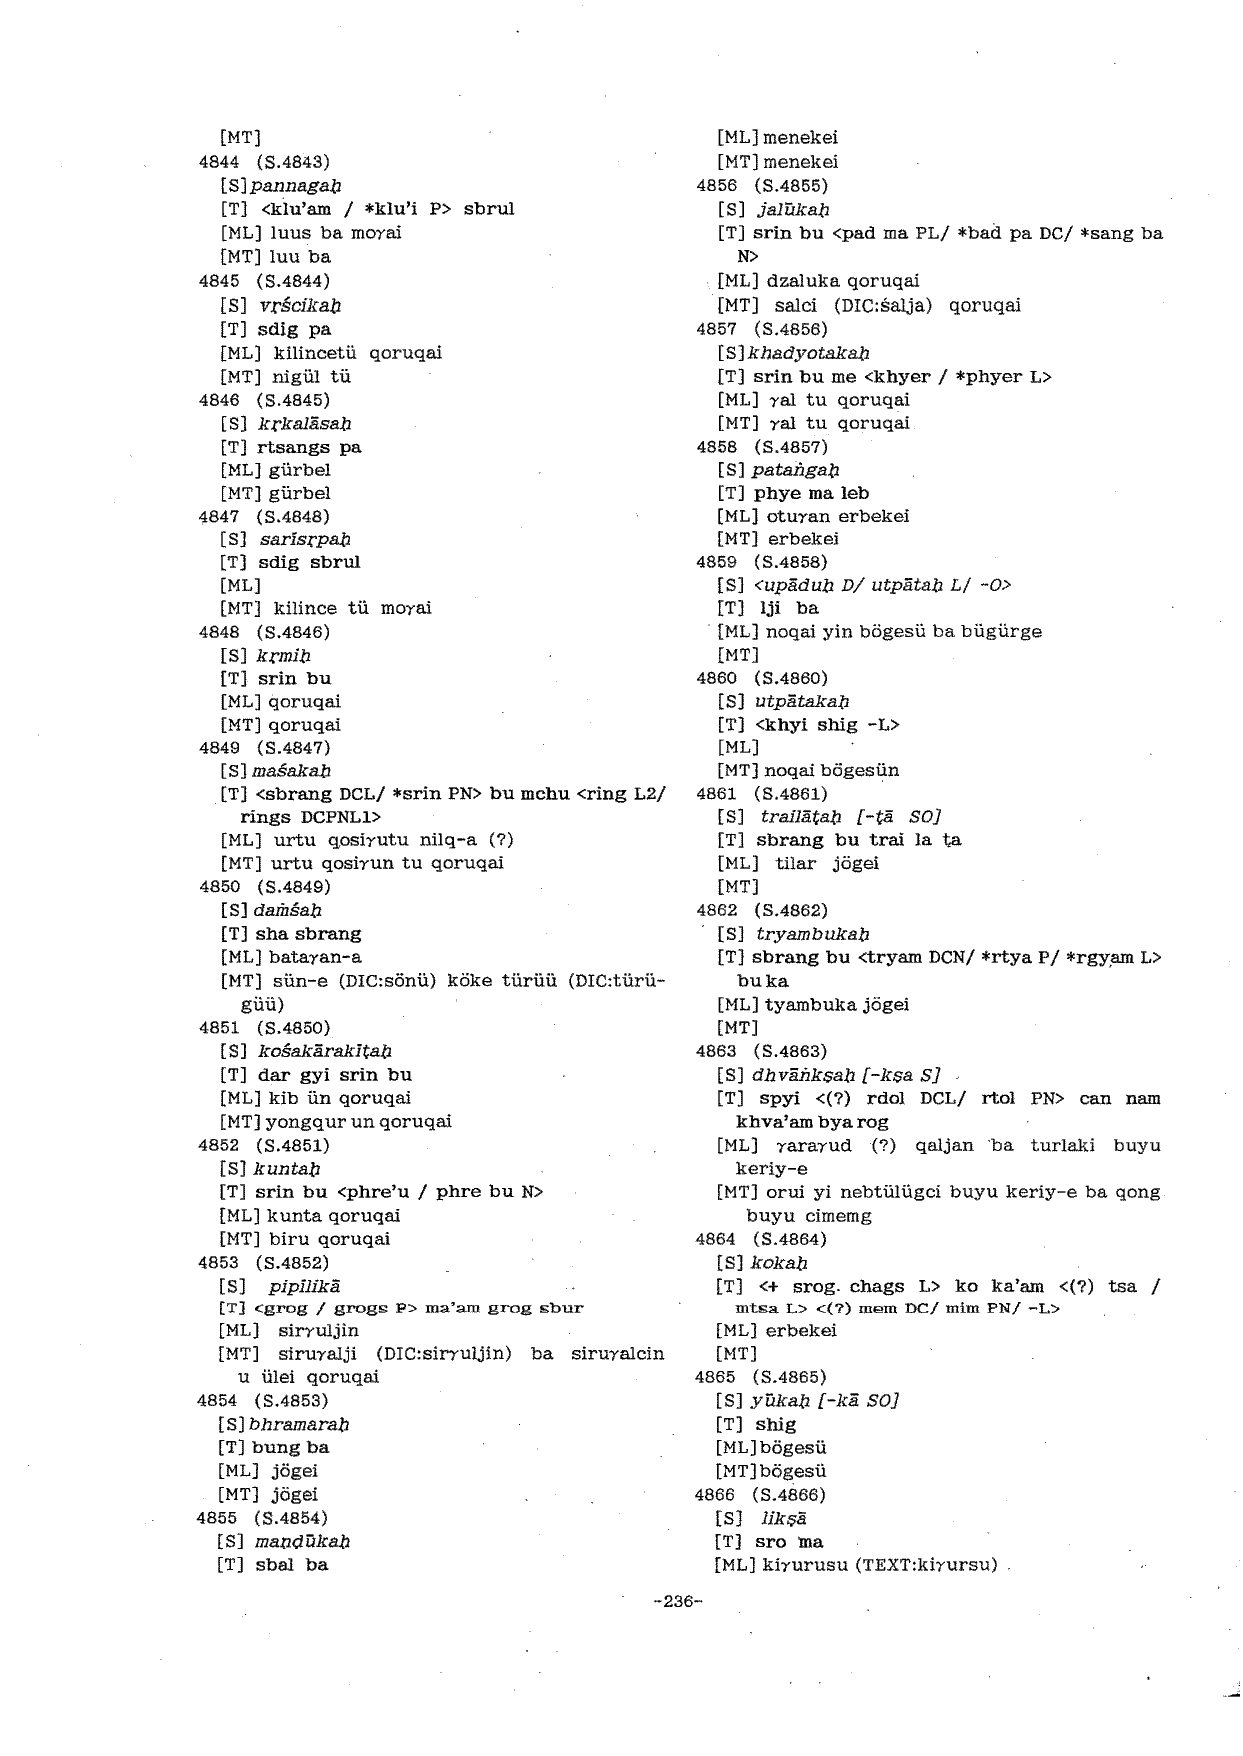 [MT]
4844 (S.4843)
[S] pannagaḥ
[T] <klu'am / *klu'i P> sbrul
[ML] luus ba moγai
[MT] luu ba
4845 (S.4844)
[S] vṛścikaḥ
[T] sdig pa
[ML] kilincetü qoruqai
[MT] nigül tü
4846 (S.4845)
[S] kṛkalāsaḥ
[T] rtsangs pa
[ML] gürbel
[MT] gürbel
4847 (S.4848)
[S] sarīsṛpaḥ
[T] sdig sbrul
[ML]
[MT] kilince tü moγai
4848 (S.4846)
[S] kṛmiḥ
[T] srin bu
[ML] qoruqai
[MT] qoruqai
4849 (S.4847)
[S] maśakaḥ
[T] <sbrang DCL/ *srin PN> bu mchu <ring L2/
rings DCPNL1>
[ML] urtu qosiγutu nilq-a (?)
[MT] urtu qosiγun tu qoruqai
4850 (S.4849)
[S] daṁśaḥ
[T] sha sbrang
[ML] bataγan-a
[MT] sün-e (DIC:sönü) köke türüü (DIC:türü-
güü)
4851 (S.4850)
[S] kośakārakīṭaḥ
[T] dar gyi srin bu
[ML] kib ün qoruqai
[MT] yongqur un qoruqai
4852 (S.4851)
[S] kuntaḥ
[T] srin bu <phre'u / phre bu N>
[ML] kunta qoruqai
[MT] biru qoruqai
4853 (S.4852)
[S] pipīlikā
[T] <grog / grogs P> ma'am grog sbur
[ML] sirγuljin
[MT] siruγalji (DIC:sirγuljin) ba siruγalcin
u ülei qoruqai
4854 (S.4853)
[S] bhramaraḥ
[T] bung ba
[ML] jögei
[MT] jögei
4855 (S.4854)
[S] maṇḍūkaḥ
[T] sbal ba
[ML] menekei
[MT] menekei
4856 (S.4855)
[S] jalūkaḥ
[T] srin bu <pad ma PL/ *bad pa DC/ *sang ba
N>
[ML] dzaluka qoruqai
[MT] salci (DIC:śalja) qoruqai
4857 (S.4856)
[S] khadyotakaḥ
[T] srin bu me <khyer / *phyer L>
[ML] γal tu qoruqai
[MT] γal tu qoruqai
4858 (S.4857)
[S] pataṅgaḥ
[T] phye ma leb
[ML] otuγan erbekei
[MT] erbekei
4859 (S.4858)
[S] <upāduḥ D/ utpātaḥ L/ -O>
[T] lji ba
[ML] noqai yin bögesü ba bügürge
[MT]
4860 (S.4860)
[S] utpātakaḥ
[T] <khyi shig -L>
[ML]
[MT] noqai bögesün
4861 (S.4861)
[S] trailāṭaḥ [-ṭā SO]
[T] sbrang bu trai la ṭa
[ML] tilar jögei
[MT]
4862 (S.4862)
[S] tryambukaḥ
[T] sbrang bu <tryam DCN/ *rtya P/ *rgyam L>
bu ka
[ML] tyambuka jögei
[MT]
4863 (S.4863)
[S] dhvāṅkṣaḥ [-kṣa S]
[T] spyi <(?) rdol DCL/ rtol PN> can nam
khva'am bya rog
[ML] γaraγud (?) qaljan ba turlaki buyu
keriy-e
[MT] orui yi nebtülügci buyu keriy-e ba qong
buyu cimemg
4864 (S.4864)
[S] kokaḥ
[T] <+ srog chags L> ko ka'am <(?) tsa /
mtsa L> <(?) mem DC/ mim PN/ -L>
[ML] erbekei
[MT]
4865 (S.4865)
[S] yūkaḥ [-kā SO]
[T] shig
[ML] bögesü
[MT] bögesü
4866 (S.4866)
[S] likṣā
[T] sro ma
[ML] kiγurusu (TEXT:kiγursu)
-236-